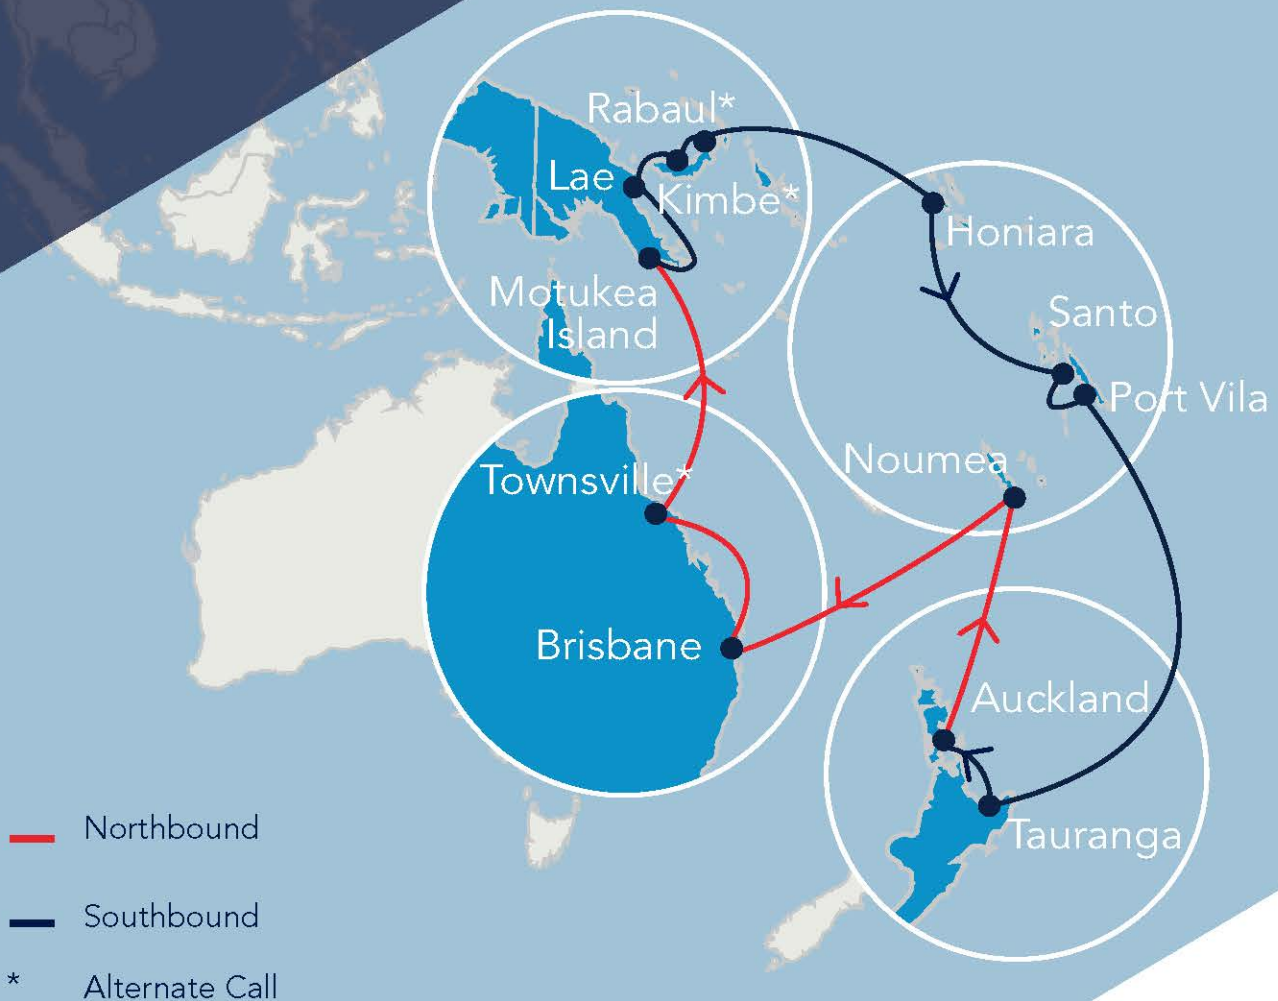 Rabaul*
Lae
Kimbe*
Honiara
Motukea
Island
Santo
Port Vila
Noumea
Townsville*
Brisbane
Auckland
Tauranga
Northbound
Southbound
* Alternate Call